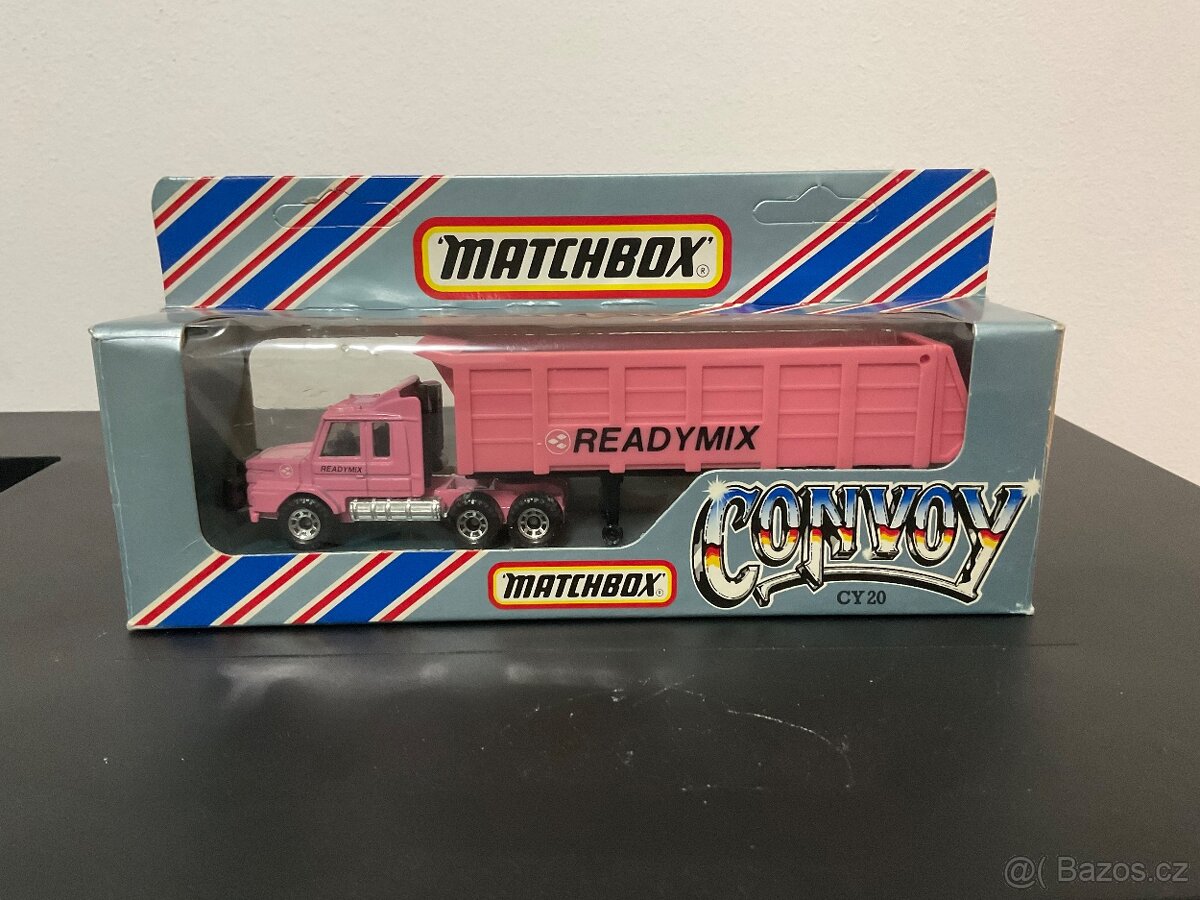 'MATCHBOX'®
READYMIX
READYMIX
'MATCHBOX'®
CONVOY
CY 20
@( Bazos.cz